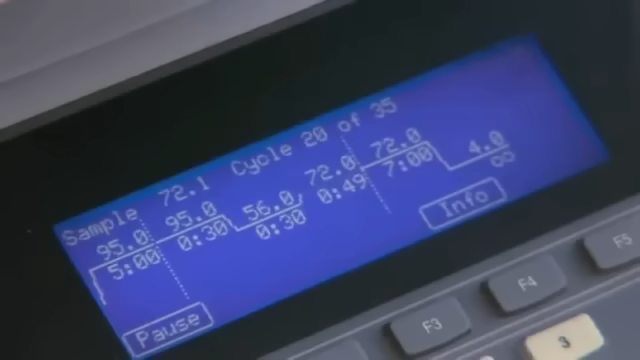 Sample 72.1 Cycle 20 of 35
95.0 95.0 56.0 72.0 72.0 4.0
5:00 0:30 0:30 0:49 7:00 ∞
Pause Info
F3 F4 F5
3